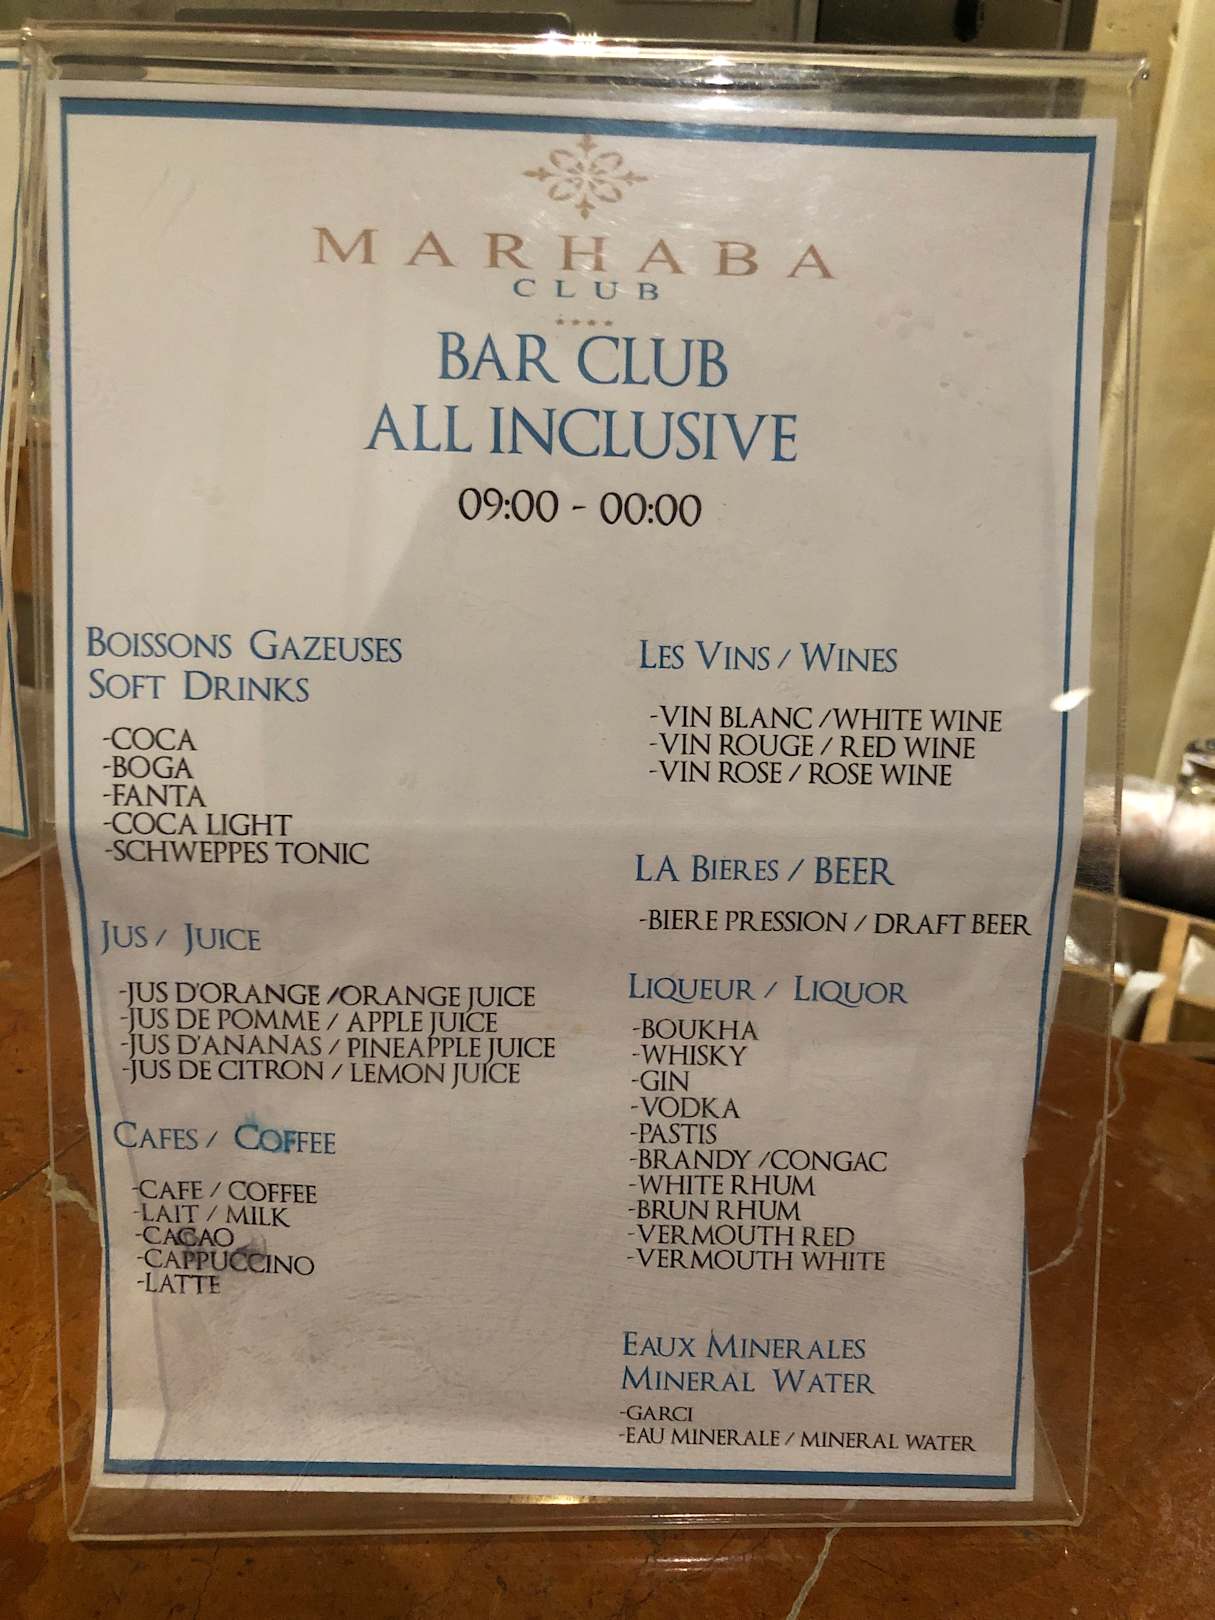 MARHABA
CLUB
BAR CLUB
ALL INCLUSIVE
09:00 - 00:00
BOISSONS GAZEUSES
SOFT DRINKS
-COCA
-BOGA
-FANTA
-COCA LIGHT
-SCHWEPPES TONIC
JUS / JUICE
-JUS D'ORANGE /ORANGE JUICE
-JUS DE POMME / APPLE JUICE
-JUS D'ANANAS / PINEAPPLE JUICE
-JUS DE CITRON / LEMON JUICE
CAFES / COFFEE
-CAFE / COFFEE
-LAIT / MILK
-CACAO
-CAPPUCCINO
-LATTE
LES VINS / WINES
-VIN BLANC /WHITE WINE
-VIN ROUGE / RED WINE
-VIN ROSE / ROSE WINE
LA BIÈRES / BEER
-BIERE PRESSION / DRAFT BEER
LIQUEUR / LIQUOR
-BOUKHA
-WHISKY
-GIN
-VODKA
-PASTIS
-BRANDY /CONGAC
-WHITE RHUM
-BRUN RHUM
-VERMOUTH RED
-VERMOUTH WHITE
EAUX MINERALES
MINERAL WATER
-GARCI
-EAU MINERALE / MINERAL WATER